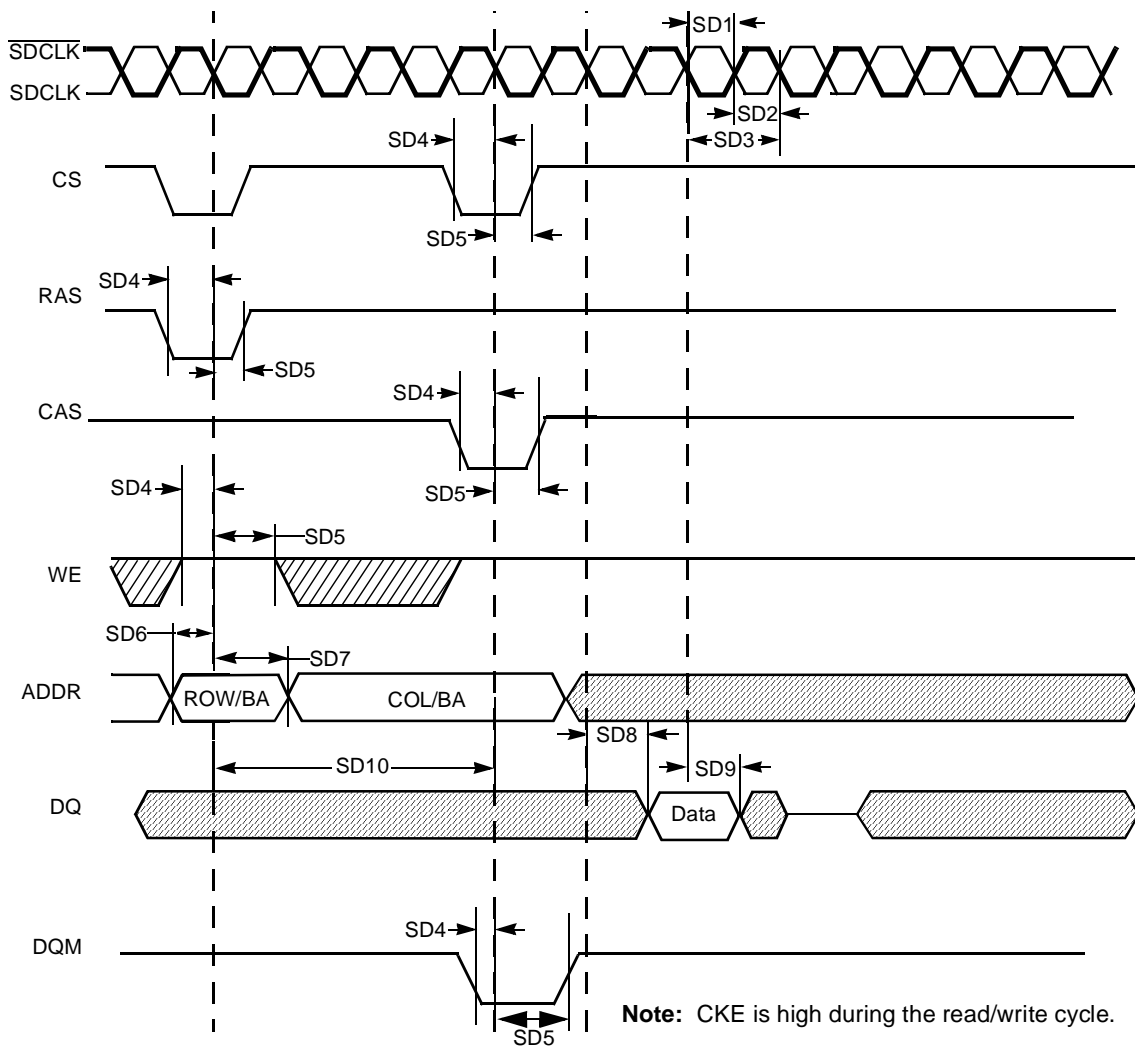 SD1
SDCLK
SDCLK
SD2
SD4
SD3
CS
SD5
SD4
RAS
SD5
SD4
CAS
SD4
SD5
SD5
WE
SD6
SD7
ADDR
ROW/BA
COL/BA
SD8
SD10
SD9
DQ
Data
SD4
DQM
Note: CKE is high during the read/write cycle.
SD5